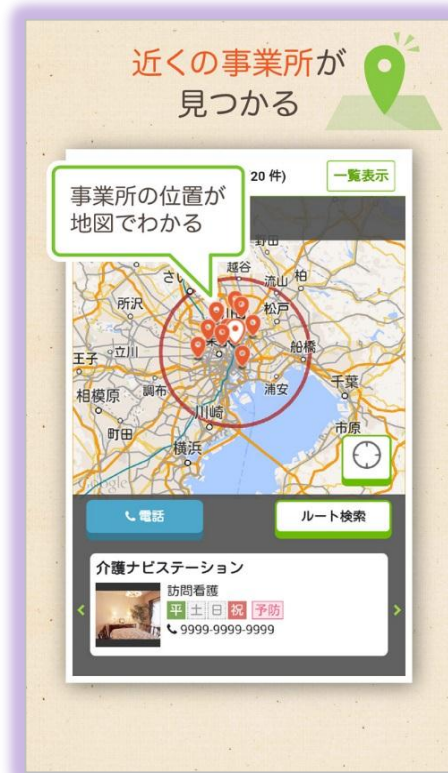 近くの事業所が
見つかる
事業所の位置が
地図でわかる
20 件)
一覧表示
野田
越谷
流山
柏
所沢
松戸
王子
立川
船橋
相模原
調布
浦安
千葉
川崎
市原
町田
横浜
Google
電話
ルート検索
介護ナビステーション
訪問看護
平 土 日 祝 予防
9999-9999-9999